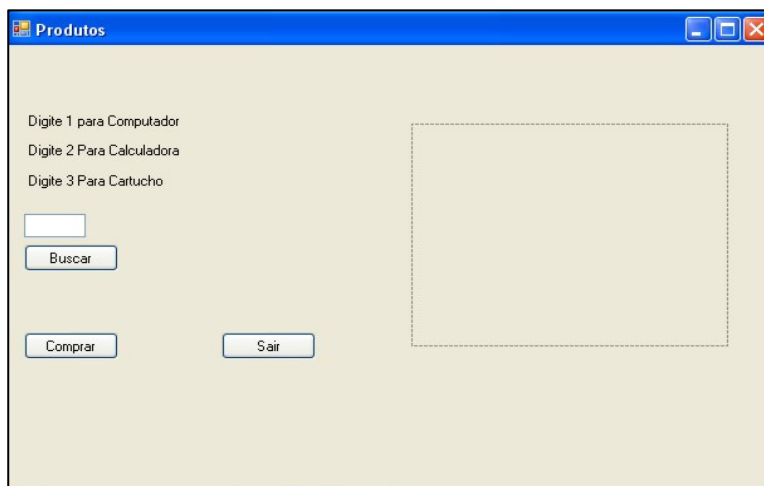 Produtos
Digite 1 para Computador
Digite 2 Para Calculadora
Digite 3 Para Cartucho
Buscar
Comprar Sair